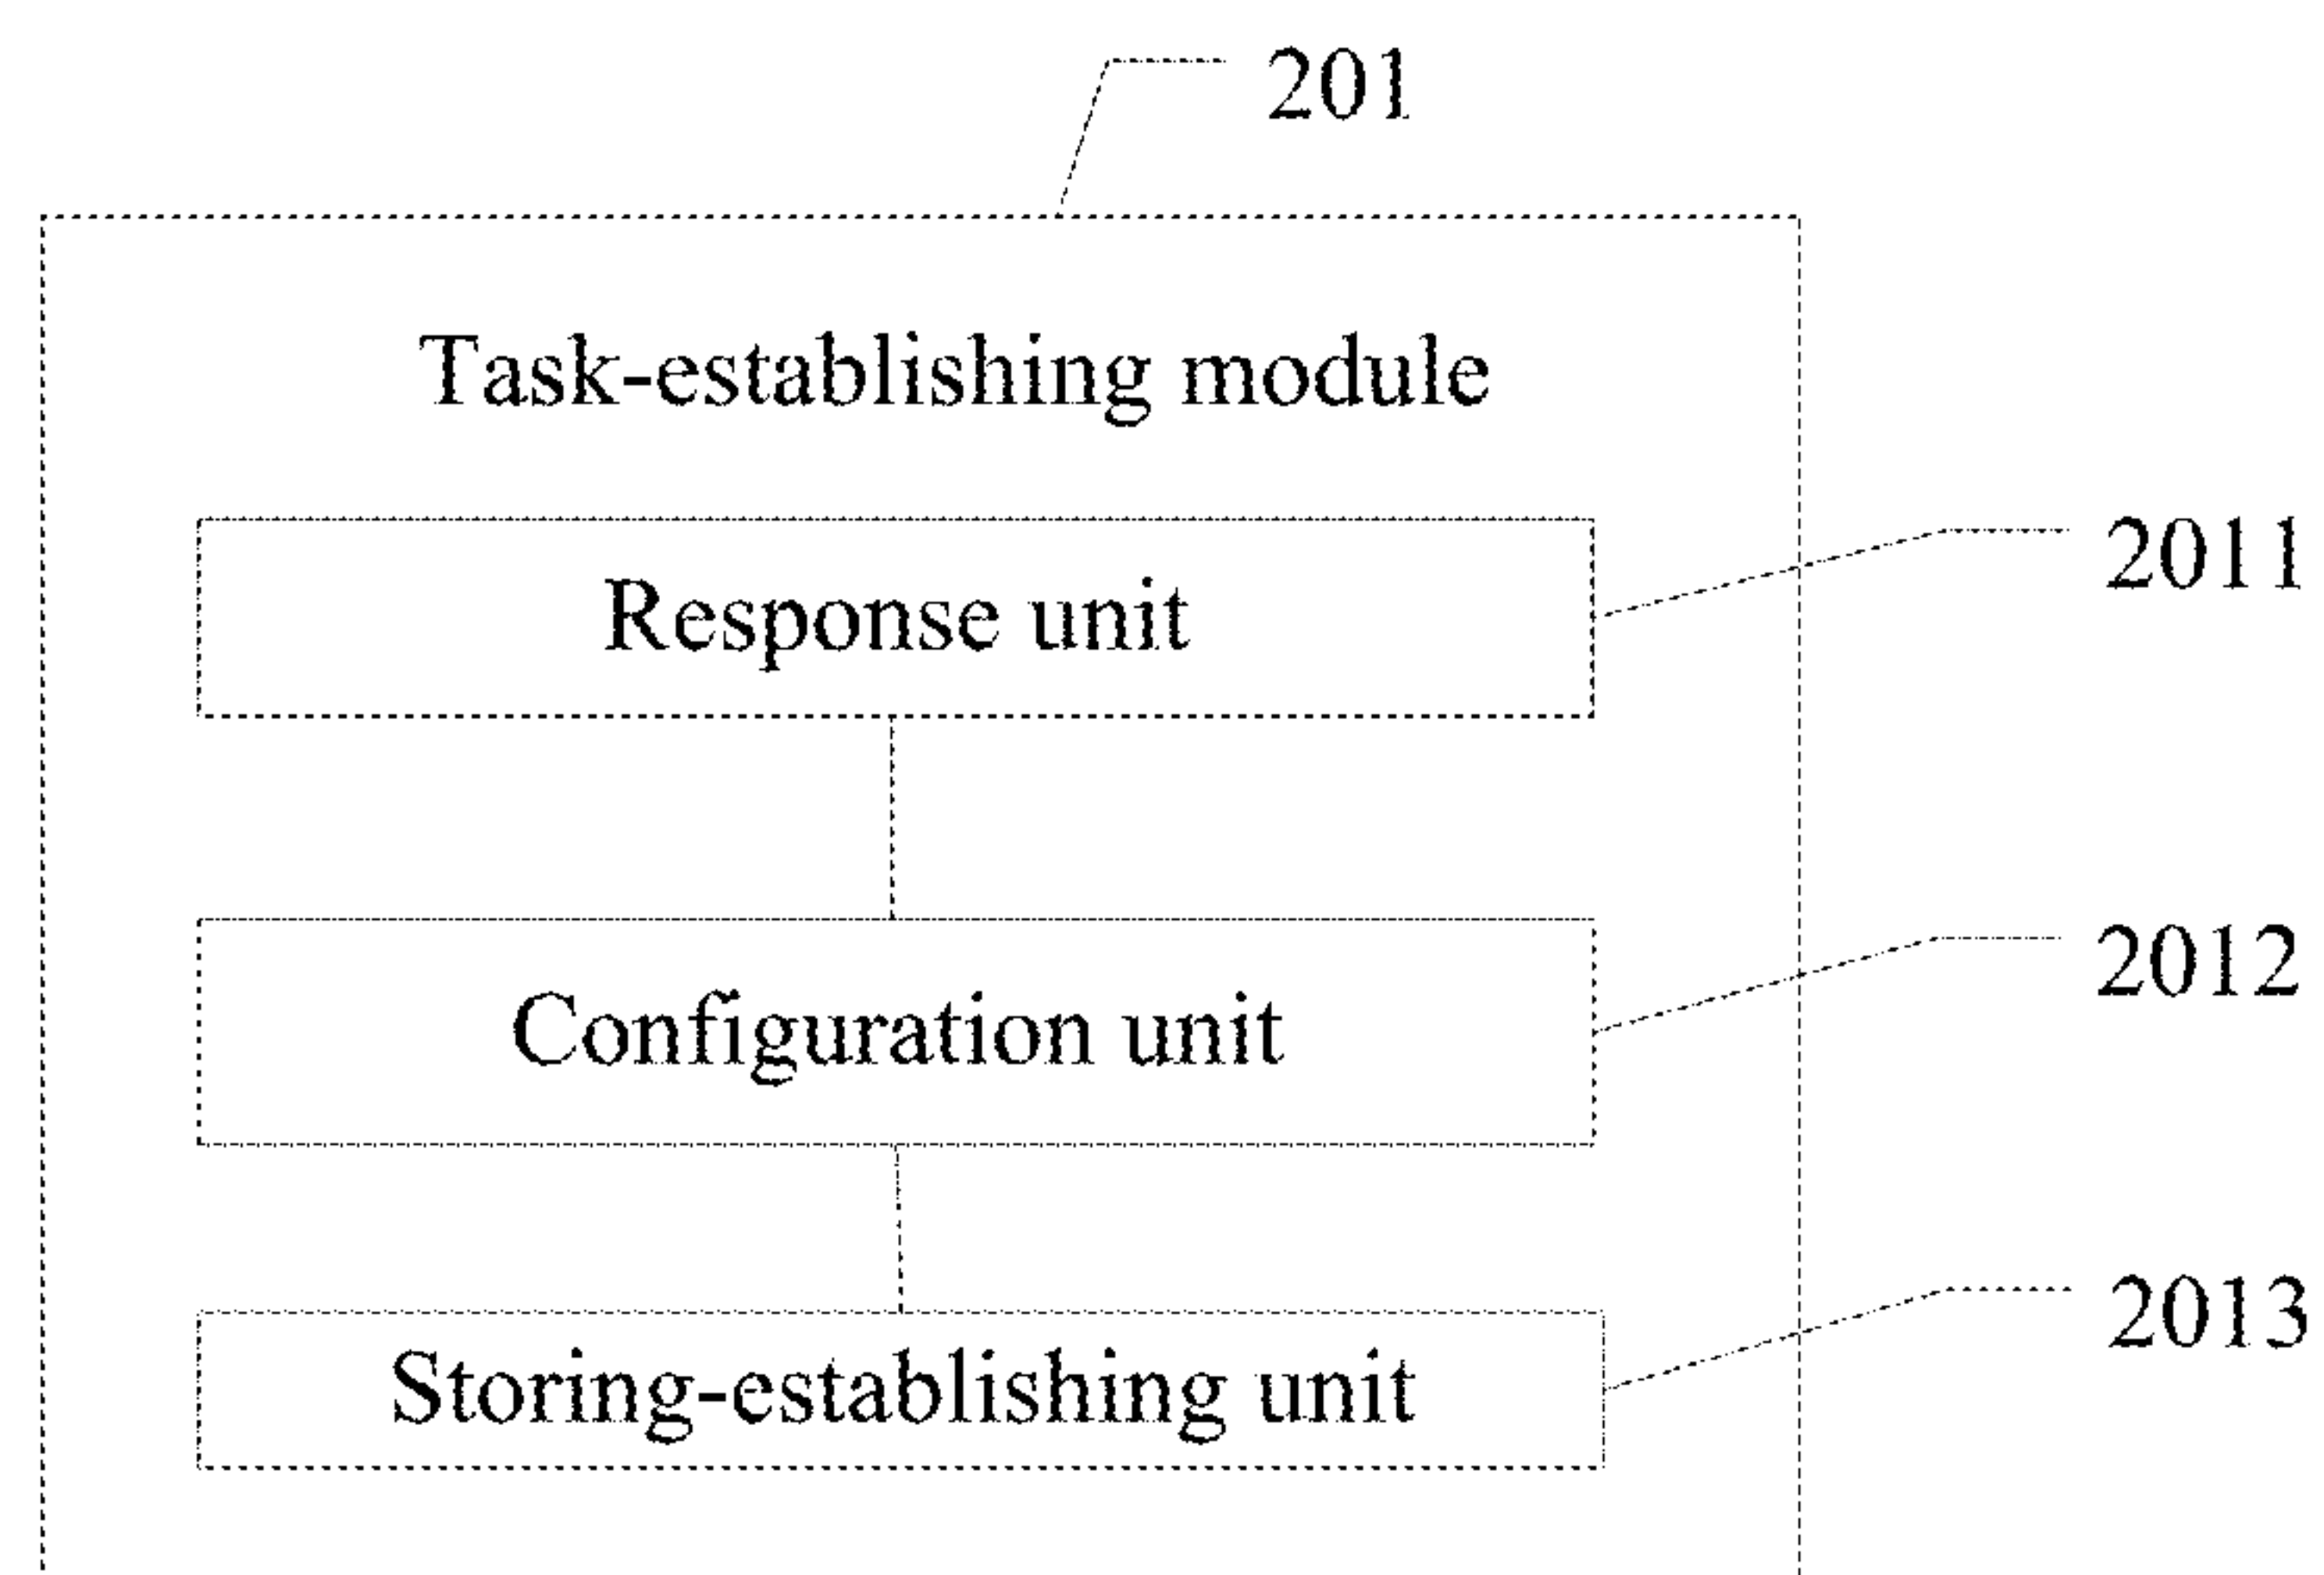 201
Task-establishing module
Response unit
2011
Configuration unit
2012
Storing-establishing unit
2013